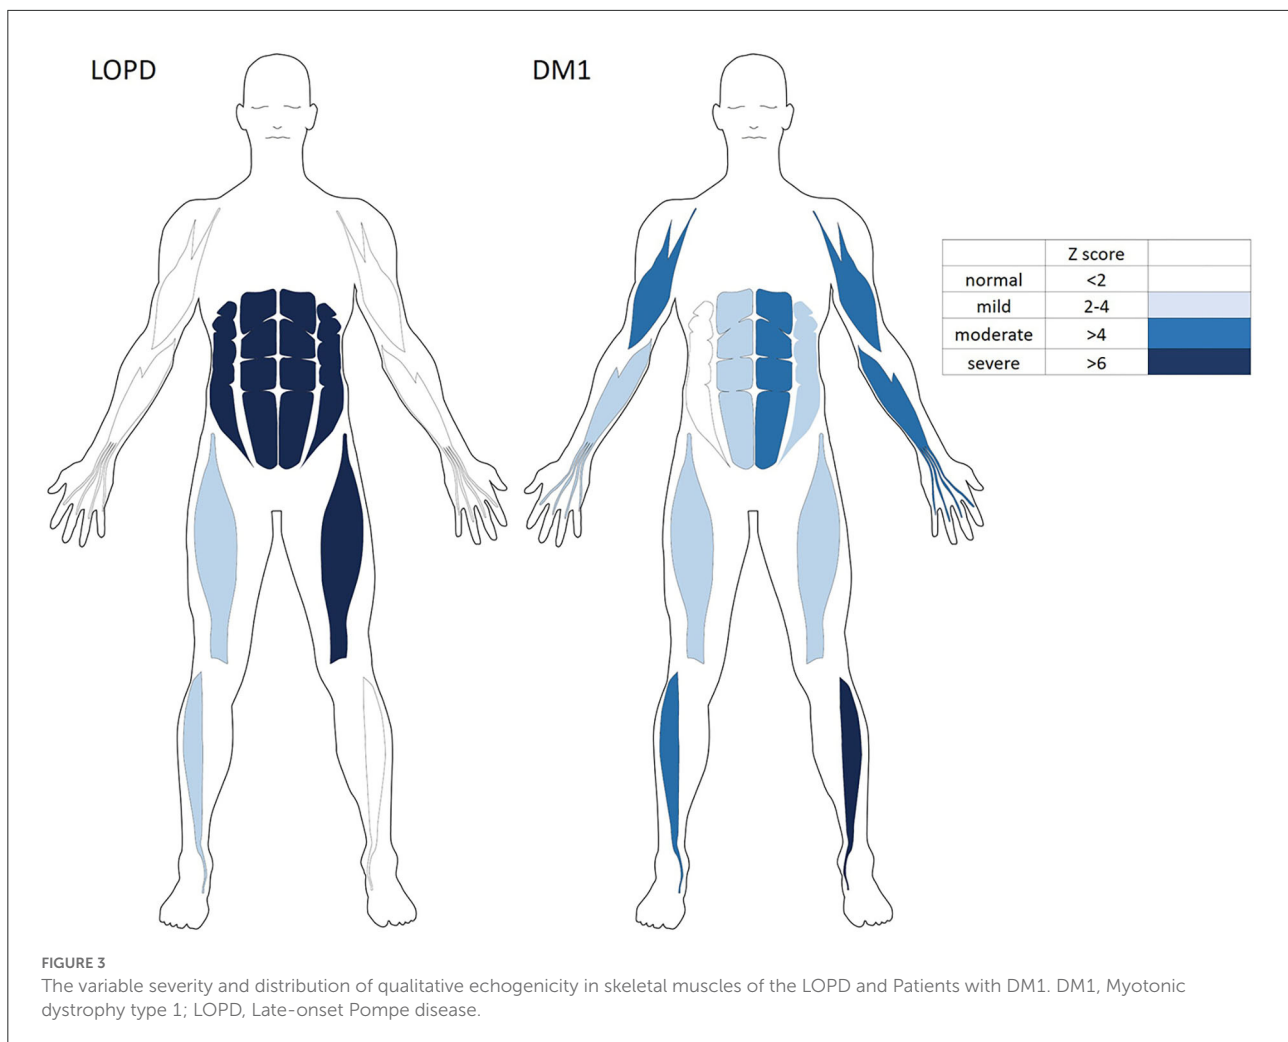 LOPD
DM1
Z score
normal <2
mild 2-4
moderate >4
severe >6
FIGURE 3
The variable severity and distribution of qualitative echogenicity in skeletal muscles of the LOPD and Patients with DM1. DM1, Myotonic
dystrophy type 1; LOPD, Late-onset Pompe disease.